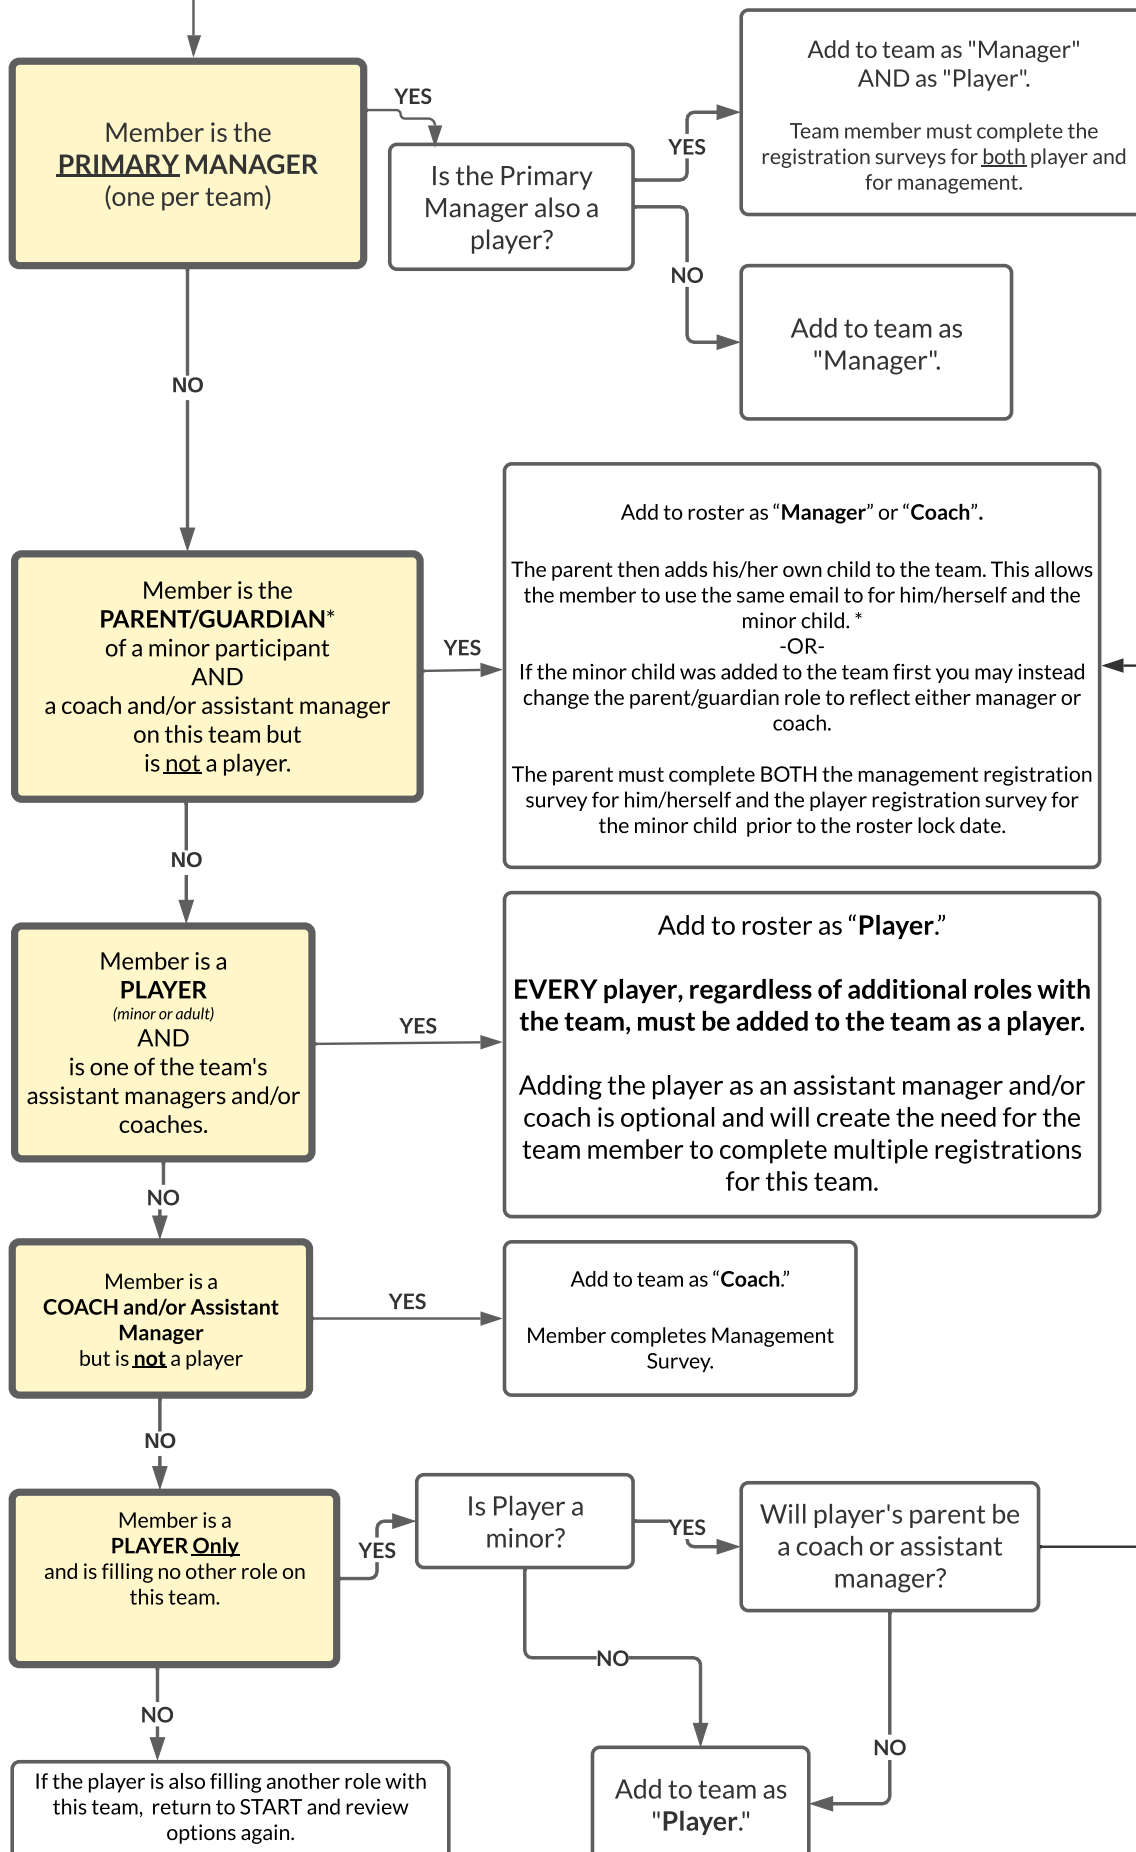 Member is the
PRIMARY MANAGER
(one per team)
YES
Is the Primary
Manager also a
player?
YES
Add to team as "Manager"
AND as "Player".
Team member must complete the
registration surveys for both player and
for management.
NO
Add to team as
"Manager".
NO
Member is the
PARENT/GUARDIAN*
of a minor participant
AND
a coach and/or assistant manager
on this team but
is not a player.
YES
Add to roster as “Manager” or “Coach”.
The parent then adds his/her own child to the team. This allows
the member to use the same email to for him/herself and the
minor child. *
-OR-
If the minor child was added to the team first you may instead
change the parent/guardian role to reflect either manager or
coach.
The parent must complete BOTH the management registration
survey for him/herself and the player registration survey for
the minor child prior to the roster lock date.
NO
Member is a
PLAYER
(minor or adult)
AND
is one of the team's
assistant managers and/or
coaches.
YES
Add to roster as “Player.”
EVERY player, regardless of additional roles with
the team, must be added to the team as a player.
Adding the player as an assistant manager and/or
coach is optional and will create the need for the
team member to complete multiple registrations
for this team.
NO
Member is a
COACH and/or Assistant
Manager
but is not a player
YES
Add to team as “Coach.”
Member completes Management
Survey.
NO
Member is a
PLAYER Only
and is filling no other role on
this team.
YES
Is Player a
minor?
YES
Will player's parent be
a coach or assistant
manager?
NO
NO
Add to team as
"Player."
NO
If the player is also filling another role with
this team, return to START and review
options again.